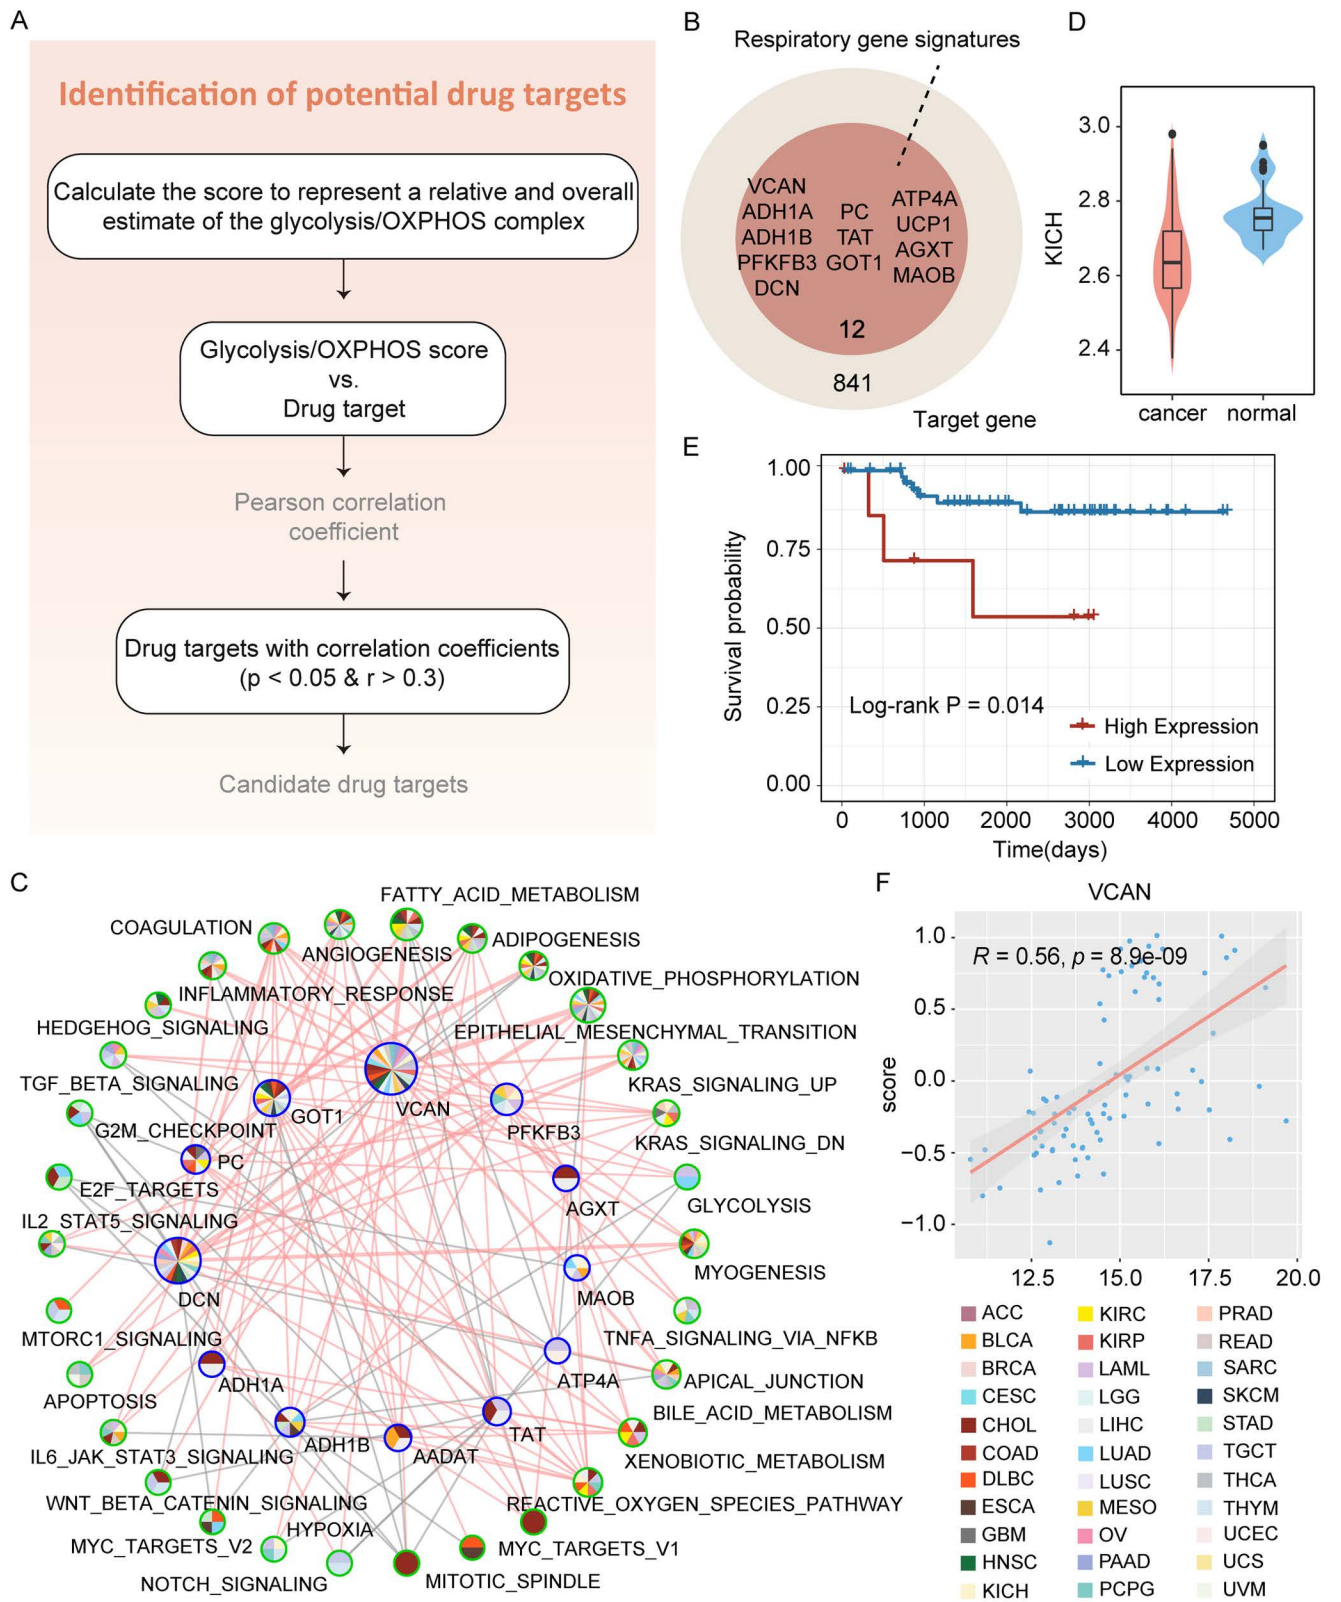 A
Identification of potential drug targets
Calculate the score to represent a relative and overall
estimate of the glycolysis/OXPHOS complex
Glycolysis/OXPHOS score
vs.
Drug target
Pearson correlation
coefficient
Drug targets with correlation coefficients
(p < 0.05 & r > 0.3)
Candidate drug targets
B
Respiratory gene signatures
VCAN
ADH1A
ADH1B
PFKFB3
DCN
PC
TAT
GOT1
ATP4A
UCP1
AGXT
MAOB
12
841
Target gene
D
KICH
3.0
2.8
2.6
2.4
cancer
normal
E
Survival probability
1.00
0.75
0.50
0.25
0.00
Log-rank P = 0.014
High Expression
Low Expression
0
1000
2000
3000
4000
5000
Time(days)
C
FATTY_ACID_METABOLISM
COAGULATION
ANGIOGENESIS
ADIPOGENESIS
OXIDATIVE_PHOSPHORYLATION
INFLAMMATORY_RESPONSE
HEDGEHOG_SIGNALING
EPITHELIAL_MESENCHYMAL_TRANSITION
TGF_BETA_SIGNALING
KRAS_SIGNALING_UP
GOT1
VCAN
PFKFB3
G2M_CHECKPOINT
KRAS_SIGNALING_DN
PC
E2F_TARGETS
AGXT
GLYCOLYSIS
IL2_STAT5_SIGNALING
DCN
MYOGENESIS
MAOB
MTORC1_SIGNALING
TNFA_SIGNALING_VIA_NFKB
ADH1A
ATP4A
APICAL_JUNCTION
APOPTOSIS
BILE_ACID_METABOLISM
ADH1B
AADAT
TAT
IL6_JAK_STAT3_SIGNALING
XENOBIOTIC_METABOLISM
WNT_BETA_CATENIN_SIGNALING
REACTIVE_OXYGEN_SPECIES_PATHWAY
HYPOXIA
MYC_TARGETS_V2
MYC_TARGETS_V1
NOTCH_SIGNALING
MITOTIC_SPINDLE
F
VCAN
R = 0.56, p = 8.9e-09
score
1.0
0.5
0.0
−0.5
−1.0
12.5
15.0
17.5
20.0
ACC
BLCA
BRCA
CESC
CHOL
COAD
DLBC
ESCA
GBM
HNSC
KICH
KIRC
KIRP
LAML
LGG
LIHC
LUAD
LUSC
MESO
OV
PAAD
PCPG
PRAD
READ
SARC
SKCM
STAD
TGCT
THCA
THYM
UCEC
UCS
UVM